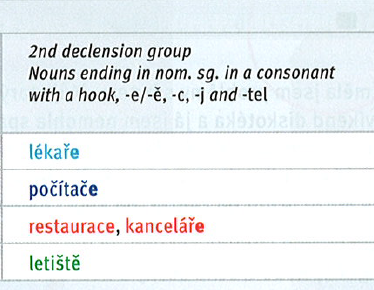 2nd declension group
Nouns ending in nom. sg. in a consonant
with a hook, -e/-ě, -c, -j and -tel
lékaře
počítače
restaurace, kanceláře
letiště